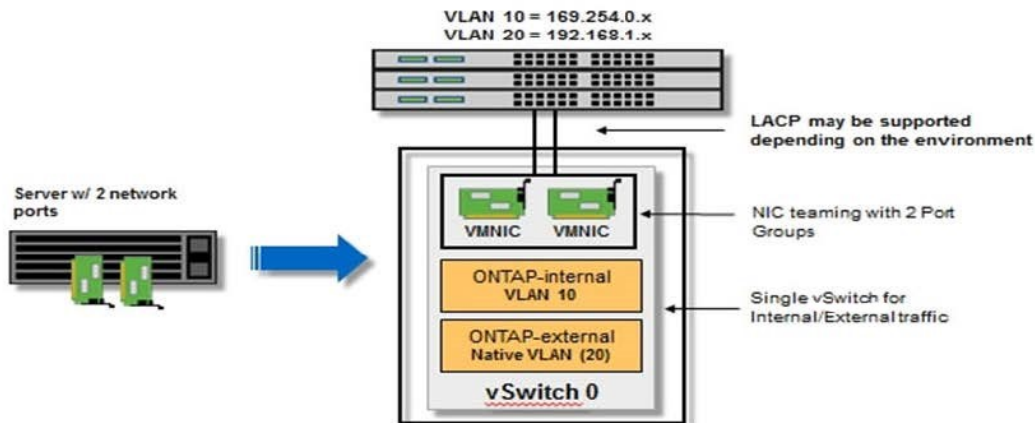 VLAN 10 = 169.254.0.x
VLAN 20 = 192.168.1.x
LACP may be supported
depending on the environment
Server w/ 2 network
ports
VMNIC VMNIC
NIC teaming with 2 Port
Groups
ONTAP-internal
VLAN 10
Single vSwitch for
Internal/External traffic
ONTAP-external
Native VLAN (20)
vSwitch 0